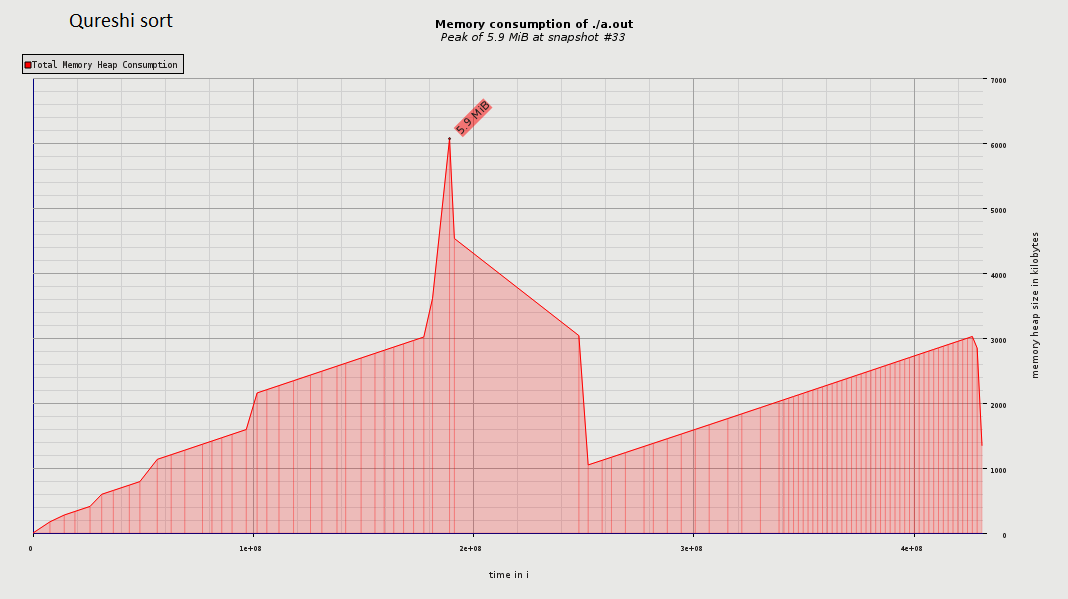 Qureshi sort
Memory consumption of ./a.out
Peak of 5.9 MiB at snapshot #33
Total Memory Heap Consumption
5.9 MiB
7000
6000
5000
4000
3000
2000
1000
0
memory heap size in kilobytes
0
1e+08
2e+08
3e+08
4e+08
time in i